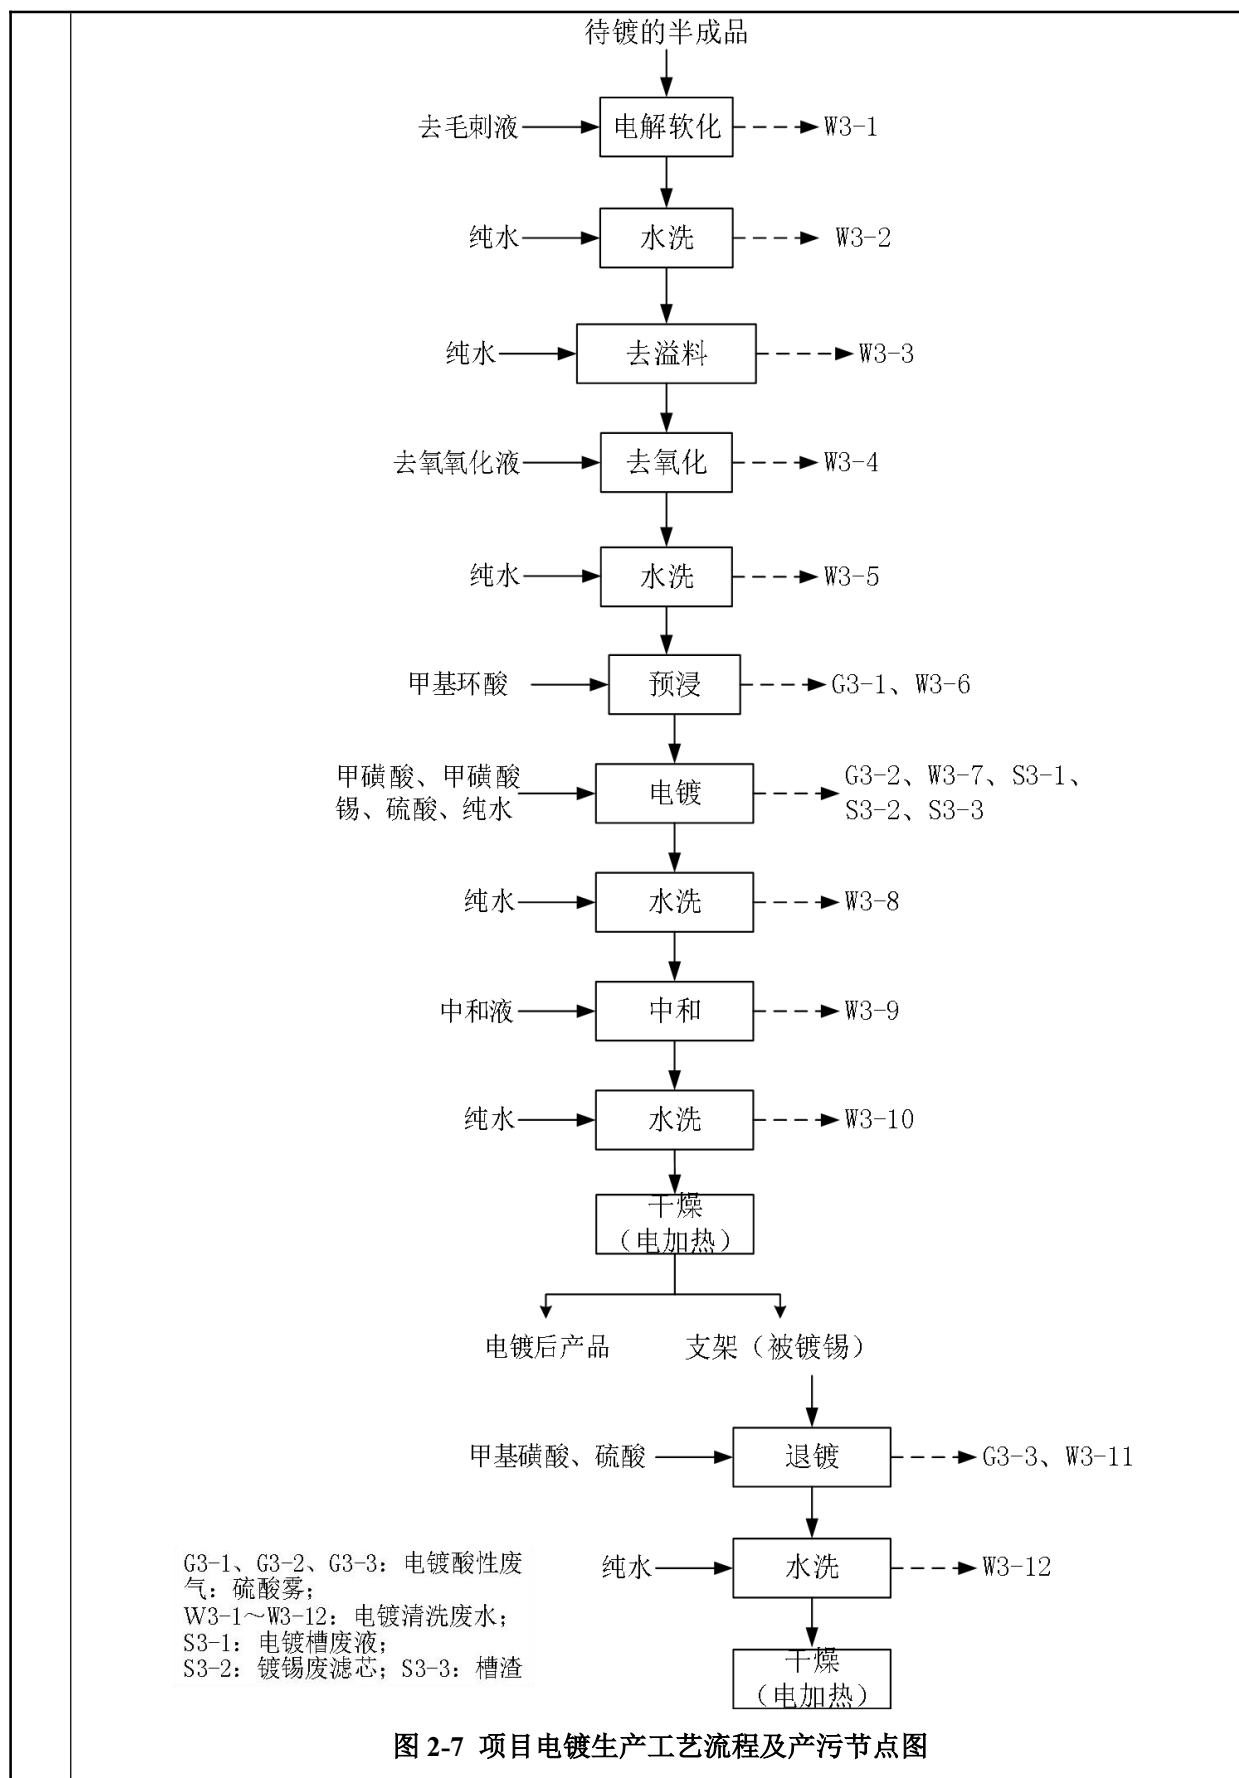 待镀的半成品
去毛刺液 电解软化 W3-1
纯水 水洗 W3-2
纯水 去溢料 W3-3
去氧氧化液 去氧化 W3-4
纯水 水洗 W3-5
甲基环酸 预浸 G3-1、W3-6
甲磺酸、甲磺酸
锡、硫酸、纯水
电镀
G3-2、W3-7、S3-1、
S3-2、S3-3
纯水 水洗 W3-8
中和液 中和 W3-9
纯水 水洗 W3-10
干燥
（电加热）
电镀后产品 支架（被镀锡）
甲基磺酸、硫酸 退镀 G3-3、W3-11
纯水 水洗 W3-12
干燥
（电加热）
G3-1、G3-2、G3-3：电镀酸性废
气：硫酸雾；
W3-1～W3-12：电镀清洗废水；
S3-1：电镀槽废液；
S3-2：镀锡废滤芯；S3-3：槽渣
图 2-7 项目电镀生产工艺流程及产污节点图